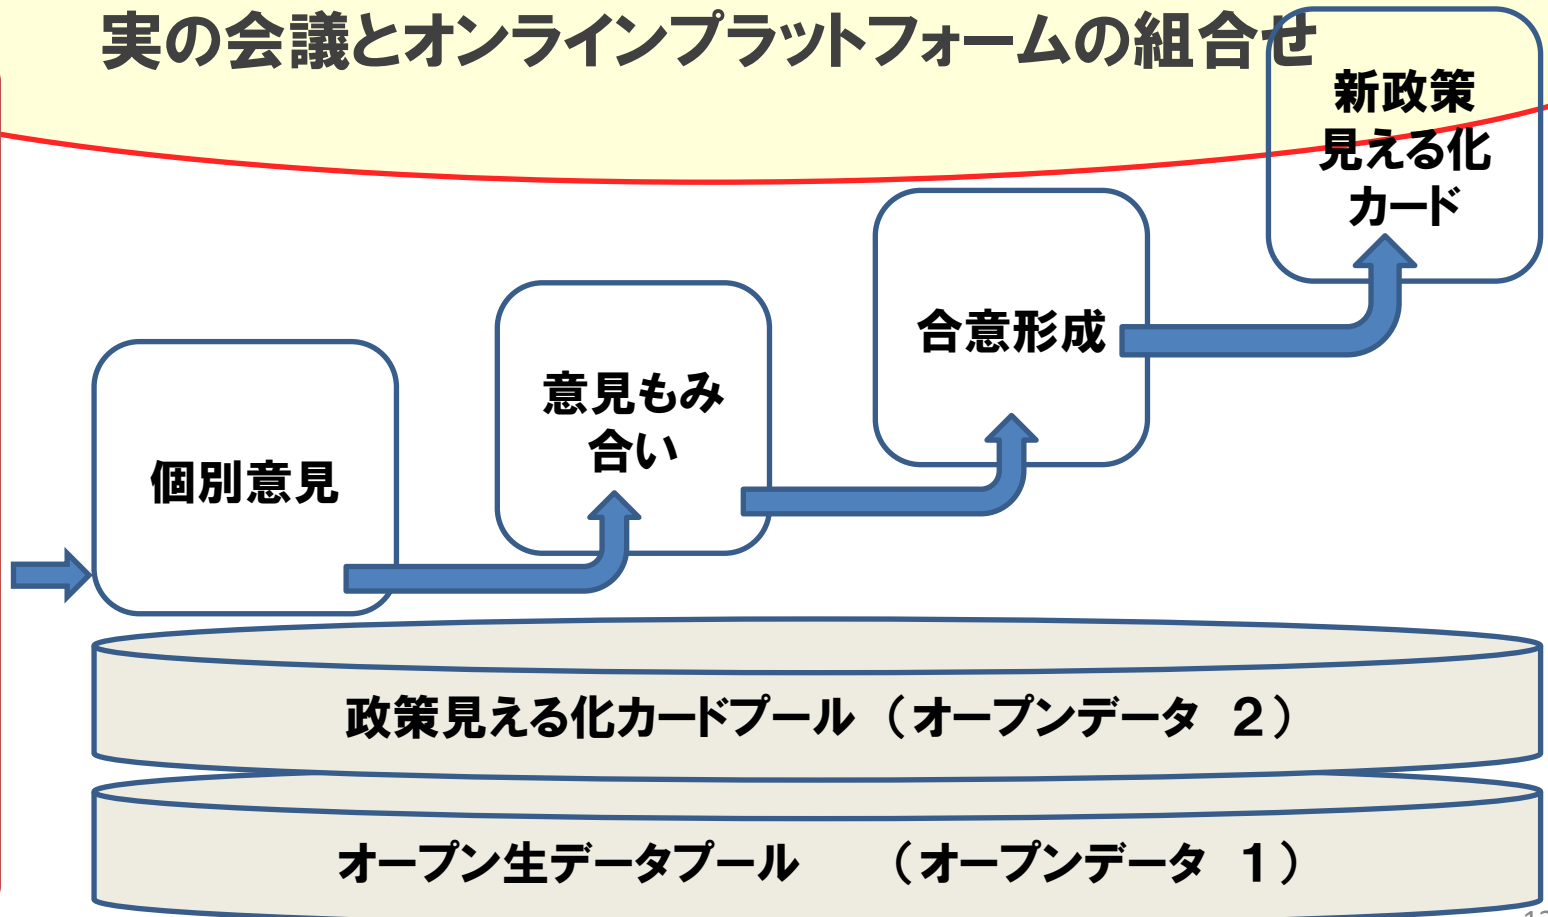 実の会議とオンラインプラットフォームの組合せ
新政策
見える化
カード
合意形成
意見もみ
合い
個別意見
政策見える化カードプール（オープンデータ　２）
オープン生データプール　　（オープンデータ　１）